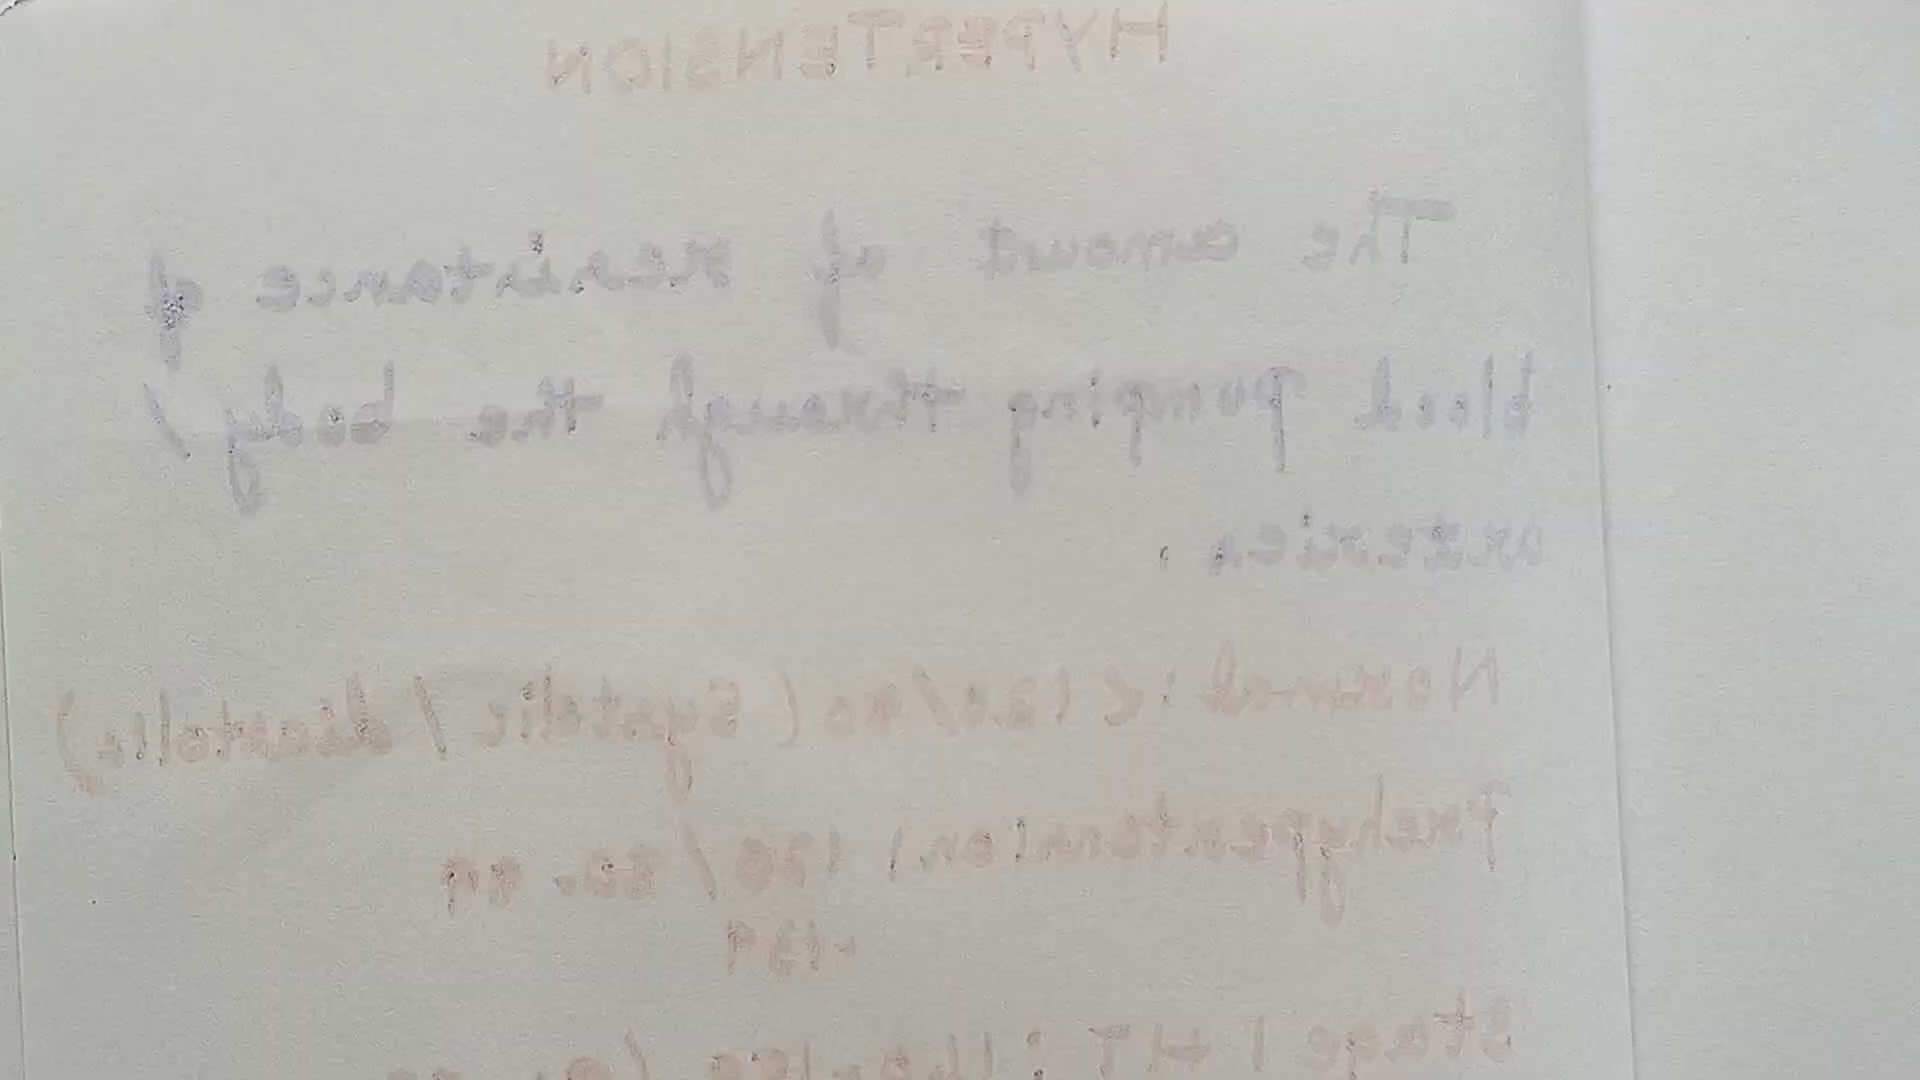 HYPERTENSION
The amount of resistance of
blood pumping through the body /
arteries.
Normal : < 120/80 (Systolic / diastolic)
Prehypertension) 120 / 80-89
-139
Stage 1 HT :